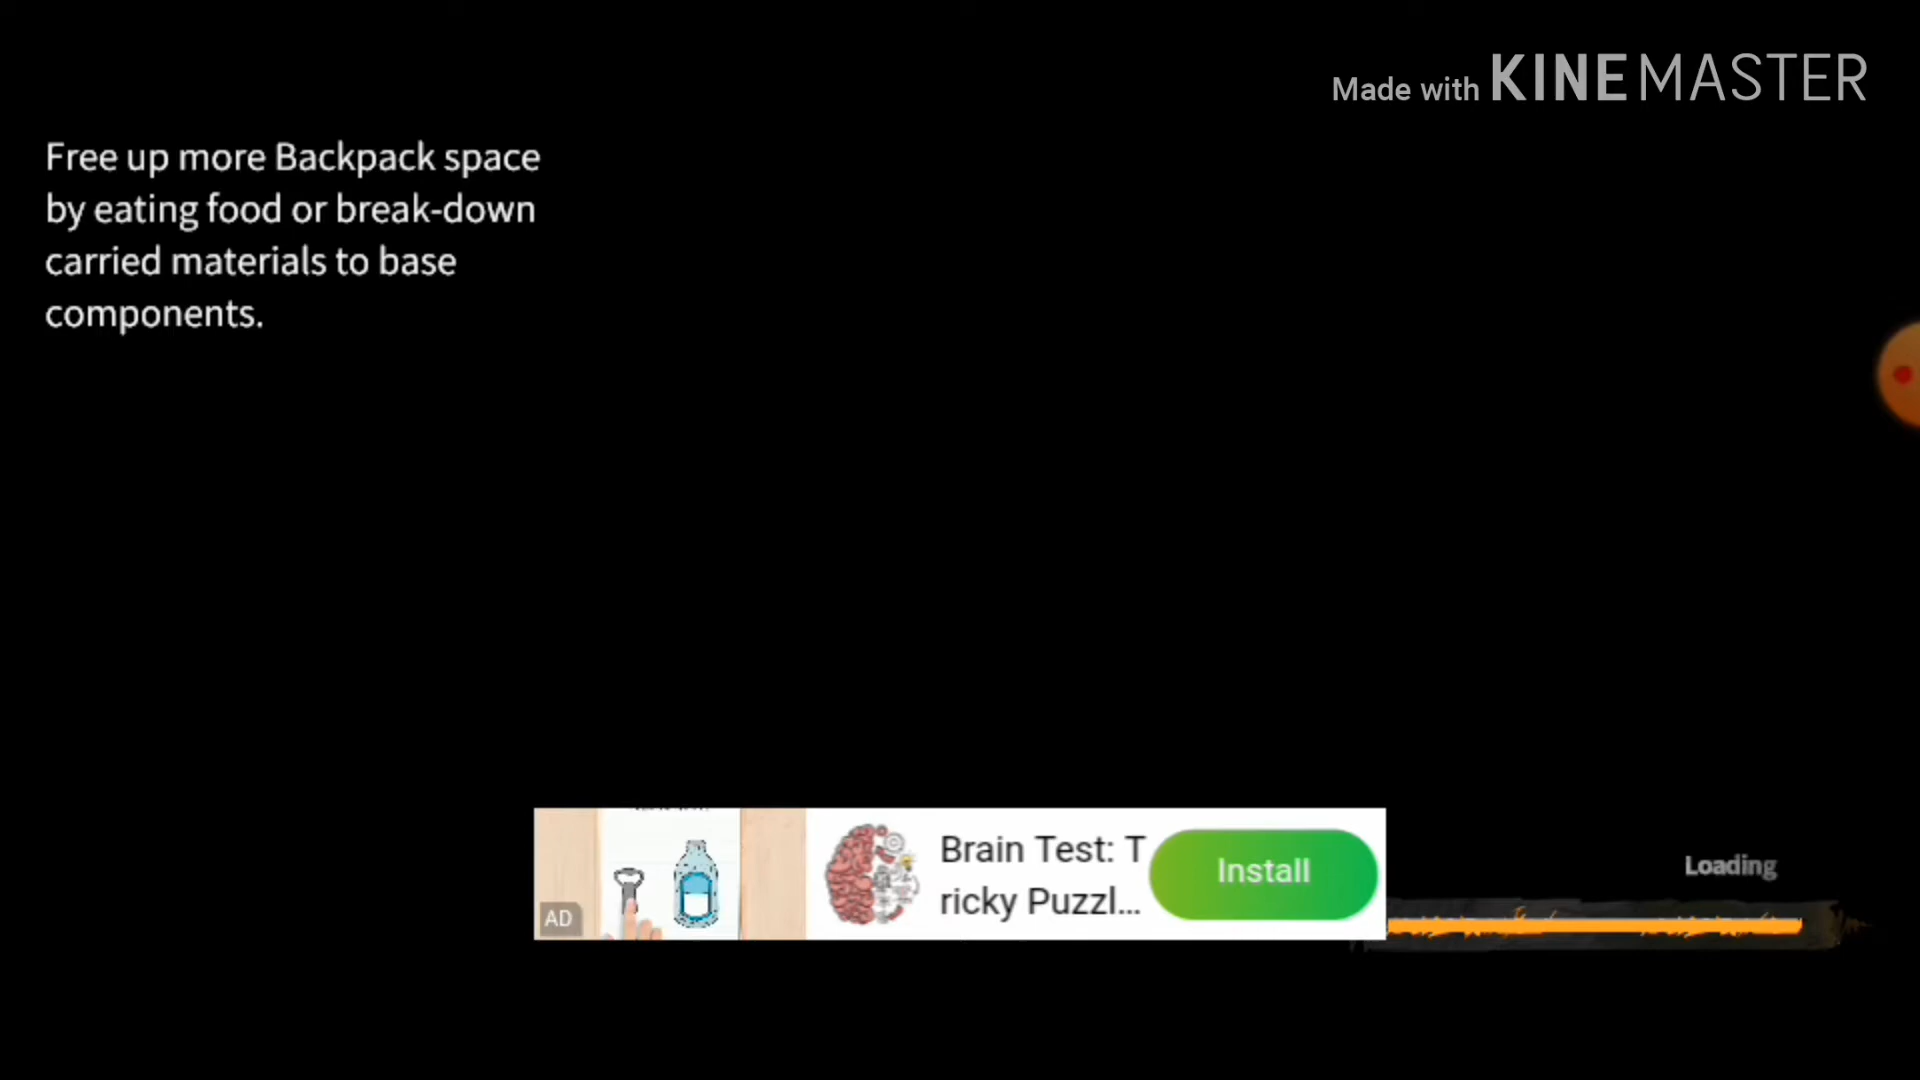 Made with KINEMASTER
Free up more Backpack space
by eating food or break-down
carried materials to base
components.
Brain Test: T
ricky Puzzl...
Install
AD
Loading